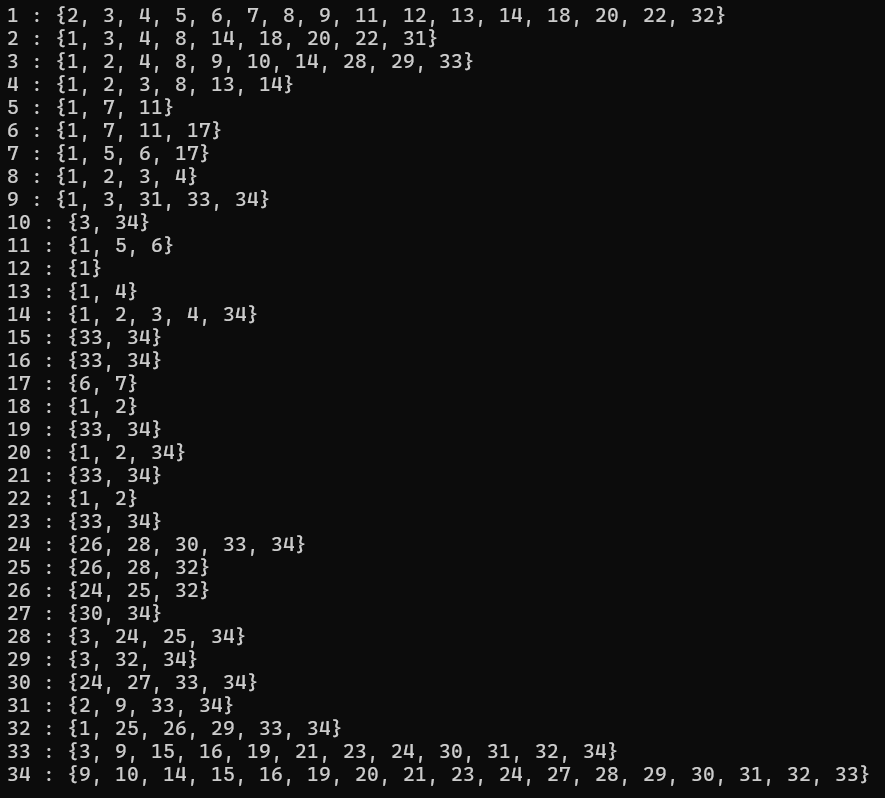 1 : {2, 3, 4, 5, 6, 7, 8, 9, 11, 12, 13, 14, 18, 20, 22, 32}
2 : {1, 3, 4, 8, 14, 18, 20, 22, 31}
3 : {1, 2, 4, 8, 9, 10, 14, 28, 29, 33}
4 : {1, 2, 3, 8, 13, 14}
5 : {1, 7, 11}
6 : {1, 7, 11, 17}
7 : {1, 5, 6, 17}
8 : {1, 2, 3, 4}
9 : {1, 3, 31, 33, 34}
10 : {3, 34}
11 : {1, 5, 6}
12 : {1}
13 : {1, 4}
14 : {1, 2, 3, 4, 34}
15 : {33, 34}
16 : {33, 34}
17 : {6, 7}
18 : {1, 2}
19 : {33, 34}
20 : {1, 2, 34}
21 : {33, 34}
22 : {1, 2}
23 : {33, 34}
24 : {26, 28, 30, 33, 34}
25 : {26, 28, 32}
26 : {24, 25, 32}
27 : {30, 34}
28 : {3, 24, 25, 34}
29 : {3, 32, 34}
30 : {24, 27, 33, 34}
31 : {2, 9, 33, 34}
32 : {1, 25, 26, 29, 33, 34}
33 : {3, 9, 15, 16, 19, 21, 23, 24, 30, 31, 32, 34}
34 : {9, 10, 14, 15, 16, 19, 20, 21, 23, 24, 27, 28, 29, 30, 31, 32, 33}